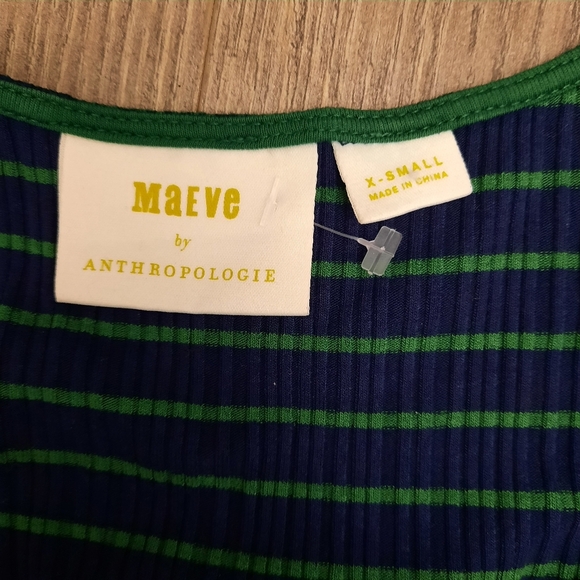 MaEve
by
ANTHROPOLOGIE
X-SMALL
MADE IN CHINA